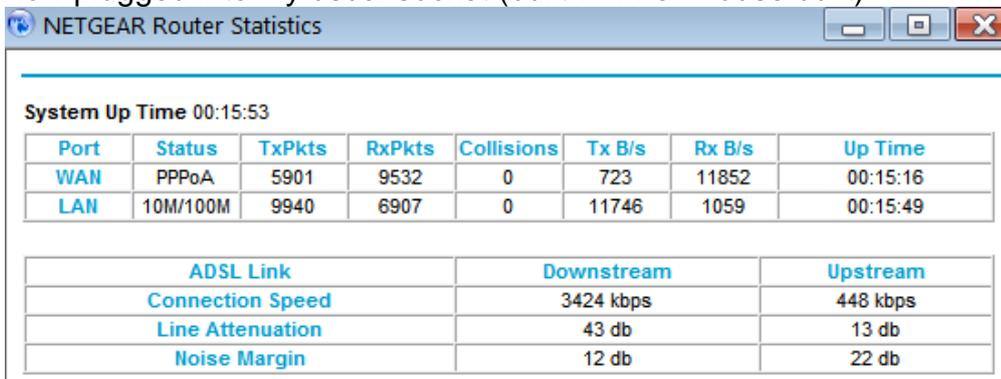 NETGEAR Router Statistics
System Up Time 00:15:53
Port Status TxPkts RxPkts Collisions Tx B/s Rx B/s Up Time
WAN PPPoA 5901 9532 0 723 11852 00:15:16
LAN 10M/100M 9940 6907 0 11746 1059 00:15:49
ADSL Link Downstream Upstream
Connection Speed 3424 kbps 448 kbps
Line Attenuation 43 db 13 db
Noise Margin 12 db 22 db